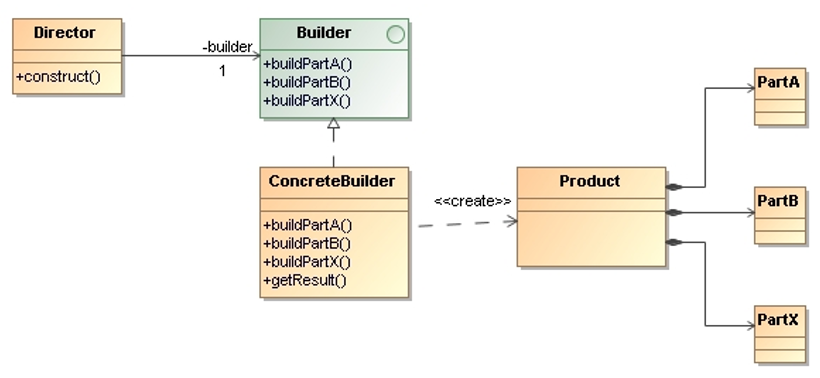 Director
+construct()
-builder
1
Builder
+buildPartA()
+buildPartB()
+buildPartX()
ConcreteBuilder
+buildPartA()
+buildPartB()
+buildPartX()
+getResult()
<<create>>
Product
PartA
PartB
PartX